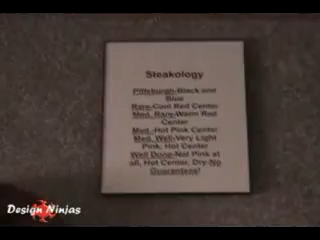 Steakology
Pittsburgh-Black and
Blue
Rare-Cool Red Center
Med. Rare-Warm Red
Center
Med.-Hot Pink Center
Med. Well-Very Light
Pink, Hot Center
Well Done-Not Pink at
all, Hot Center, Dry-No
Guarantees!
Design Ninjas